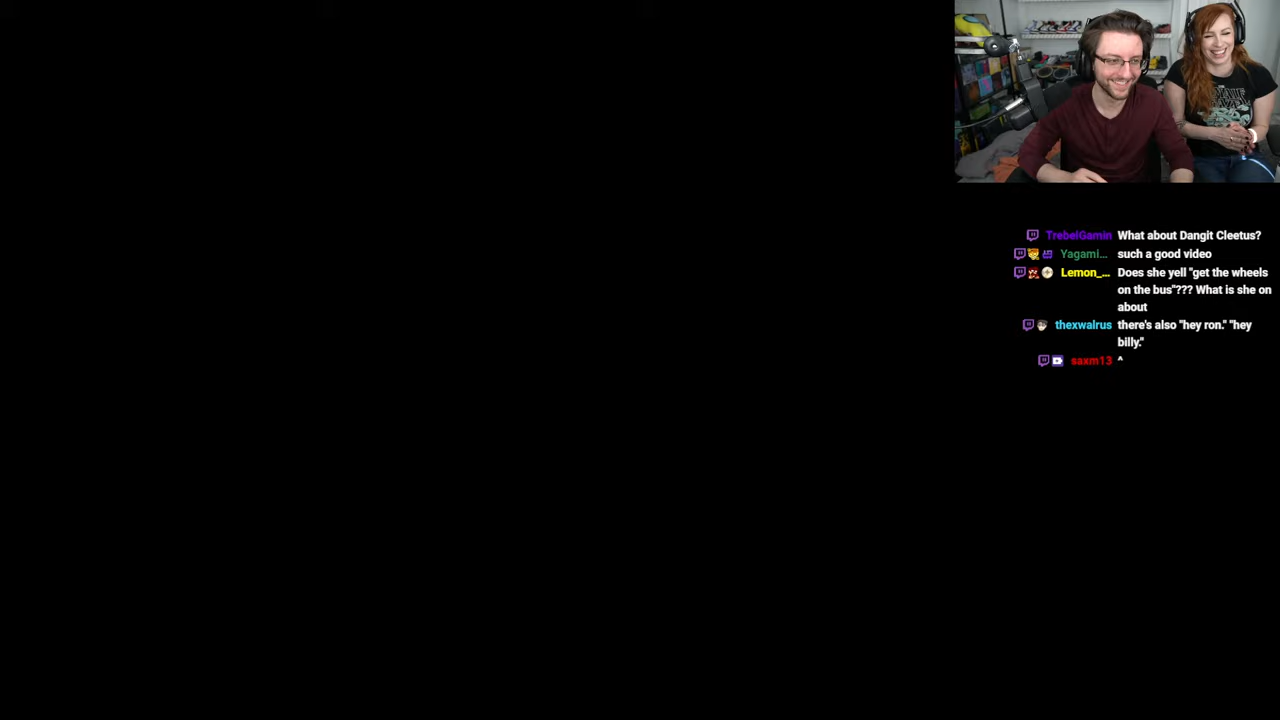 TrebelGamin What about Dangit Cleetus?
Yagami... such a good video
Lemon_... Does she yell "get the wheels
on the bus"??? What is she on
about
thexwalrus there's also "hey ron." "hey
billy."
saxm13 ^